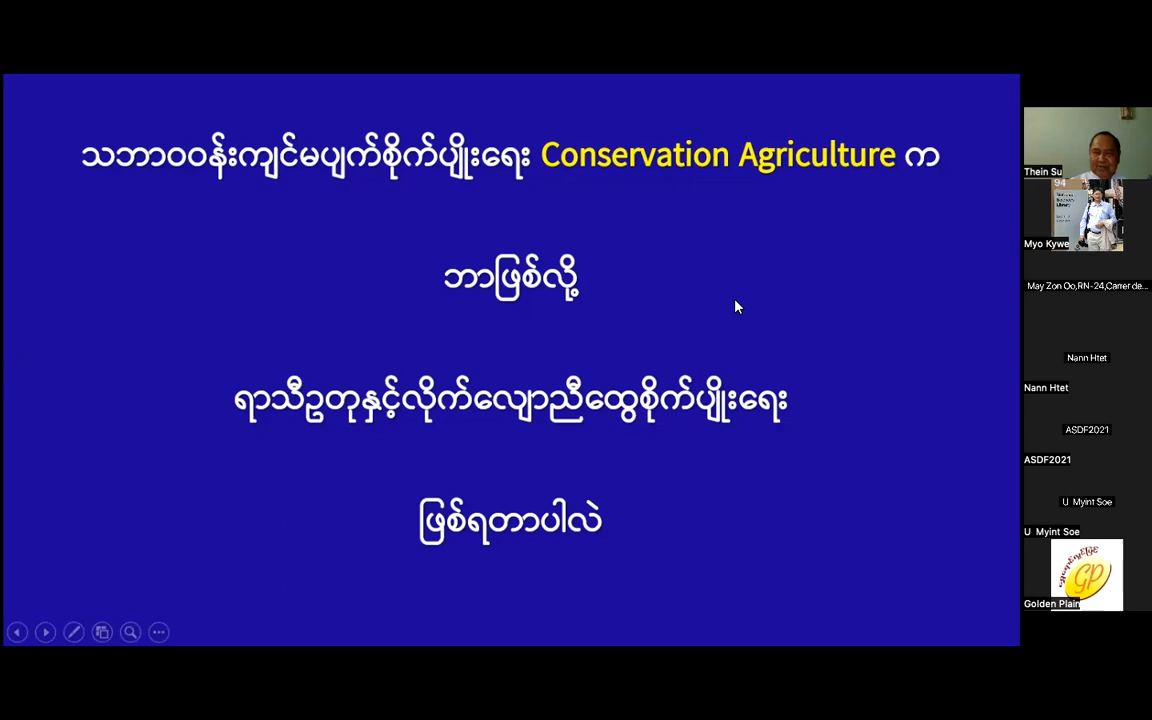 သဘာဝဝန်းကျင်မပျက်စိုက်ပျိုးရေး Conservation Agriculture က
ဘာဖြစ်လို့
ရာသီဥတုနှင့်လိုက်လျောညီထွေစိုက်ပျိုးရေး
ဖြစ်ရတာပါလဲ
Thein Su
94
Myo Kywe
May Zon Oo,RN-24,Carrer de...
Nann Htet
Nann Htet
ASDF2021
ASDF2021
U Myint Soe
U Myint Soe
GP
Golden Plain